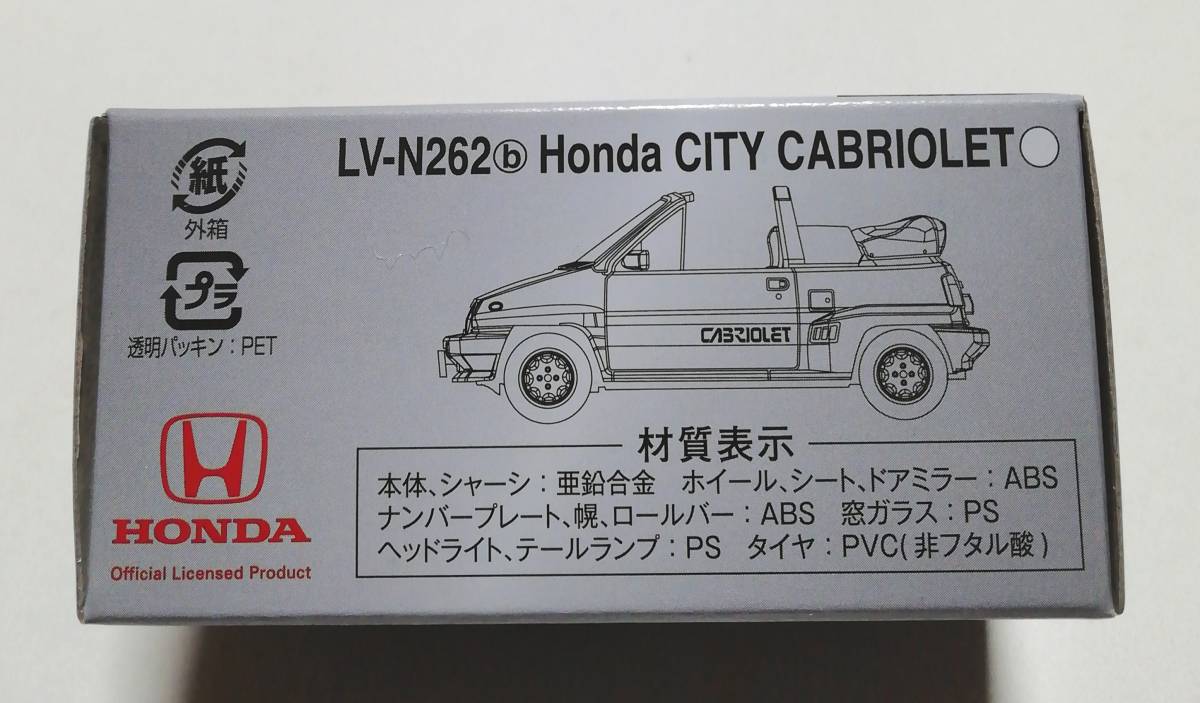 LV-N262ⓑ Honda CITY CABRIOLET○
紙
外箱
プラ
透明パッキン：PET
CABRIOLET
HONDA
Official Licensed Product
材質表示
本体、シャーシ：亜鉛合金　ホイール、シート、ドアミラー：ABS
ナンバープレート、幌、ロールバー：ABS　窓ガラス：PS
ヘッドライト、テールランプ：PS　タイヤ：PVC(非フタル酸)